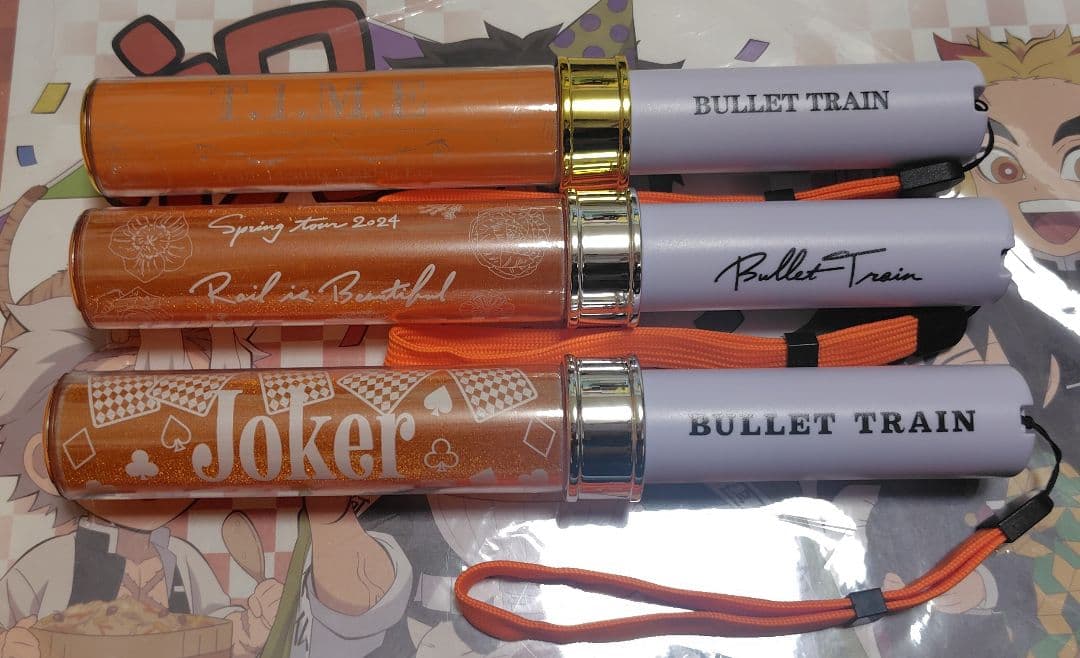 T.I.M.E
BULLET TRAIN
Spring tour 2024
Rail is Beautiful
Bullet Train
Joker
BULLET TRAIN